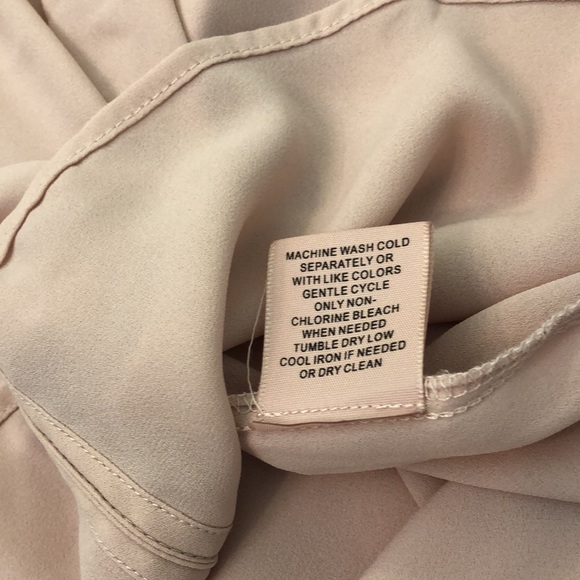 MACHINE WASH COLD
SEPARATELY OR
WITH LIKE COLORS
GENTLE CYCLE
ONLY NON-
CHLORINE BLEACH
WHEN NEEDED
TUMBLE DRY LOW
COOL IRON IF NEEDED
OR DRY CLEAN